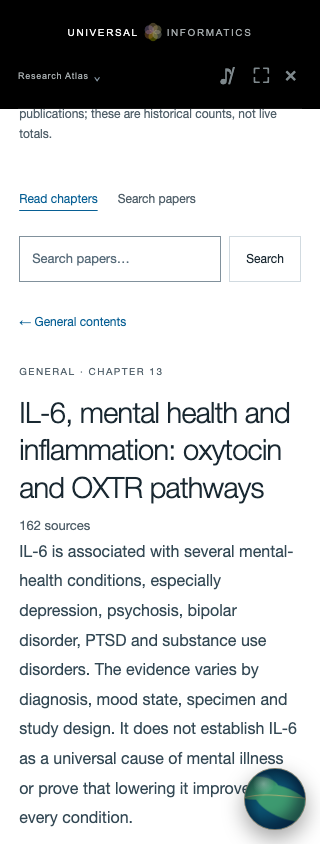 UNIVERSAL INFORMATICS
Research Atlas
publications; these are historical counts, not live
totals.
Read chapters Search papers
Search papers... Search
← General contents
GENERAL · CHAPTER 13
IL-6, mental health and
inflammation: oxytocin
and OXTR pathways
162 sources
IL-6 is associated with several mental-
health conditions, especially
depression, psychosis, bipolar
disorder, PTSD and substance use
disorders. The evidence varies by
diagnosis, mood state, specimen and
study design. It does not establish IL-6
as a universal cause of mental illness
or prove that lowering it
every condition.